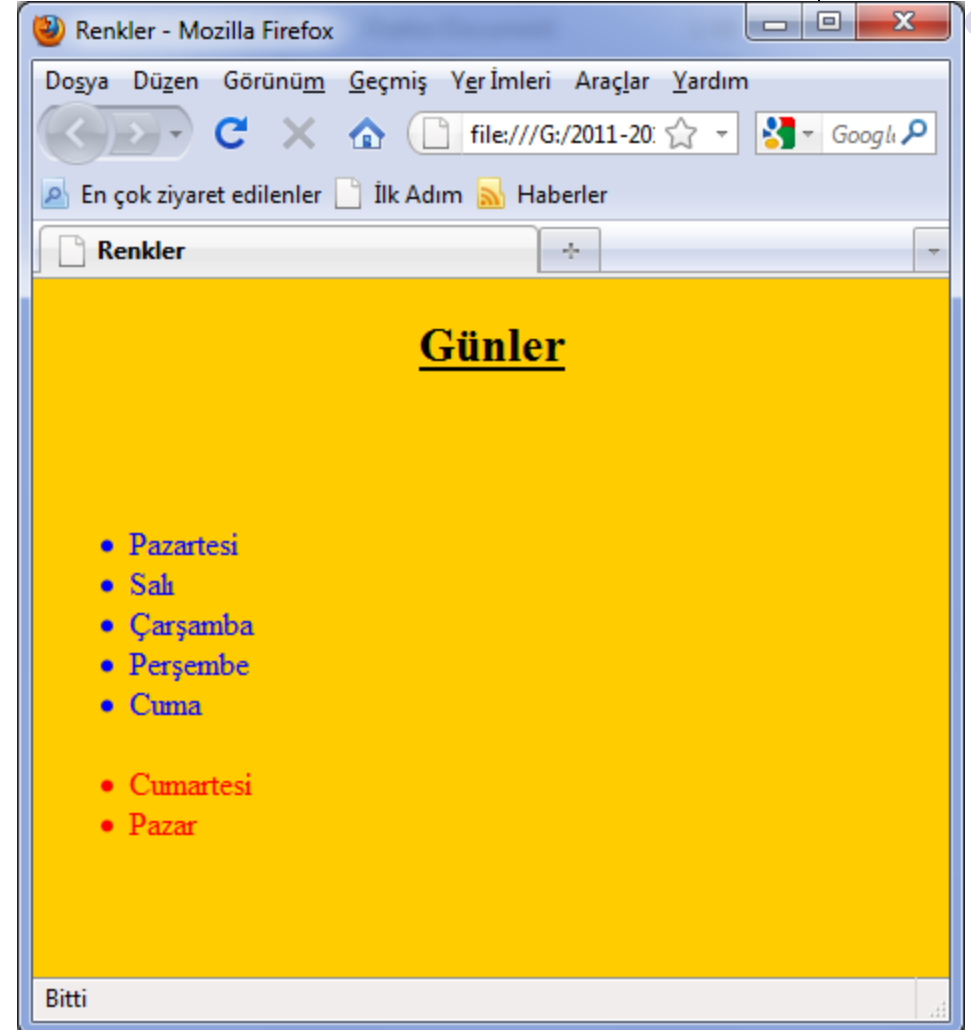 Renkler - Mozilla Firefox
Dosya Düzen Görünüm Geçmiş Yer İmleri Araçlar Yardım
file:///G:/2011-20
En çok ziyaret edilenler İlk Adım Haberler
Renkler
Günler
Pazartesi
Salı
Çarşamba
Perşembe
Cuma
Cumartesi
Pazar
Bitti